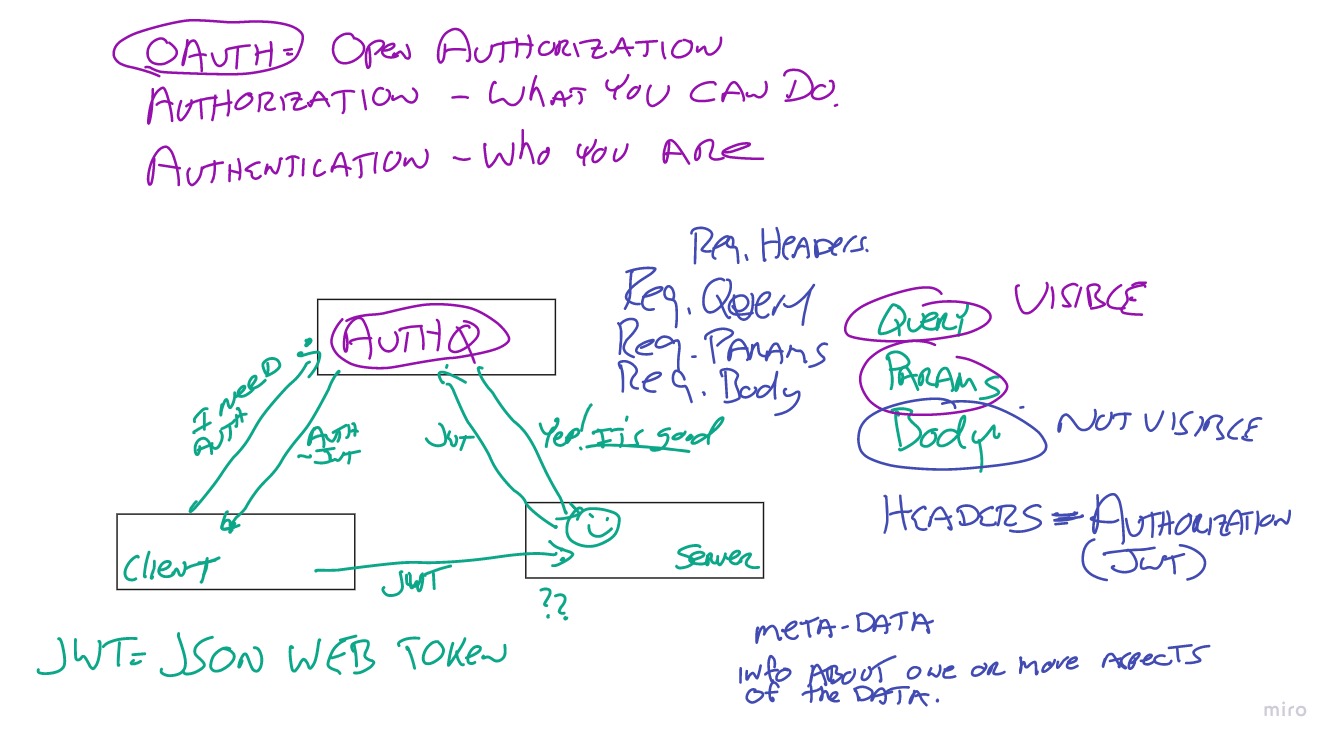 OAUTH= OPEN AUTHORIZATION
AUTHORIZATION - WHAT YOU CAN DO.
AUTHENTICATION - WHO YOU ARE
Req. HEADERS.
Req. QUERY
Req. PARAMS
Req. Body
QUERY
VISIBLE
PARAMS
Body
NOT VISIBLE
HEADERS = AUTHORIZATION
(JWT)
AUTH0
I NEED
AUTH
AUTH
~JWT
JWT
Yep! It's good
Client
JWT
Server
??
JWT= JSON WEB TOKEN
META-DATA
INFO ABOUT ONE OR MORE ASPECTS
OF the DATA.
miro